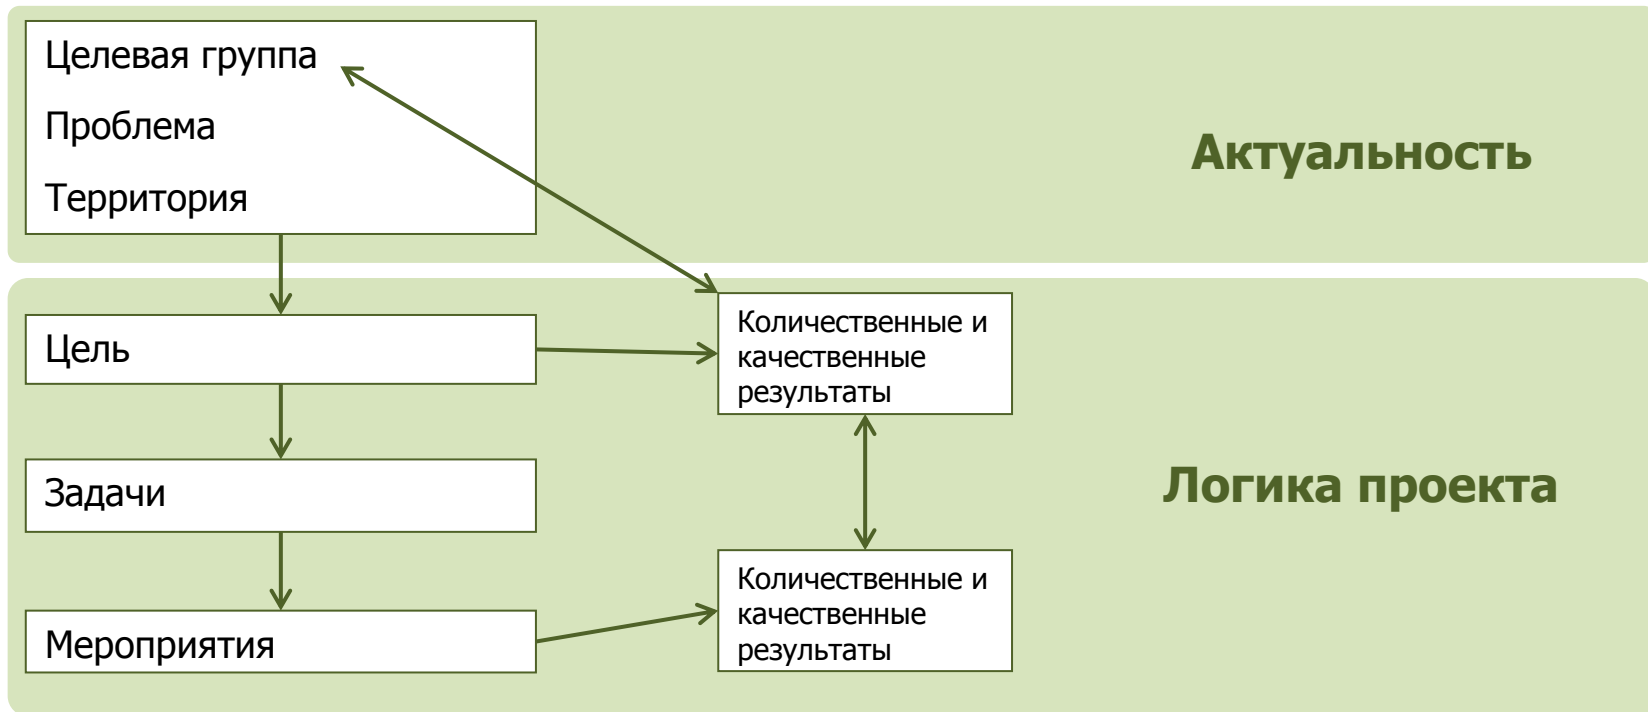 Целевая группа
Проблема
Территория
Актуальность
Цель
Количественные и
качественные
результаты
Задачи
Логика проекта
Мероприятия
Количественные и
качественные
результаты